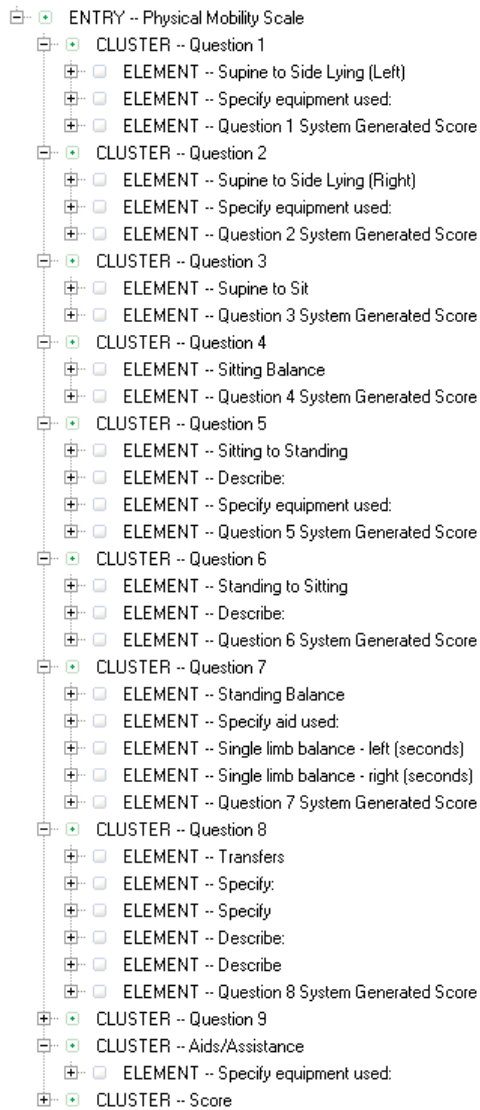 ENTRY -- Physical Mobility Scale
CLUSTER -- Question 1
ELEMENT -- Supine to Side Lying (Left)
ELEMENT -- Specify equipment used:
ELEMENT -- Question 1 System Generated Score
CLUSTER -- Question 2
ELEMENT -- Supine to Side Lying (Right)
ELEMENT -- Specify equipment used:
ELEMENT -- Question 2 System Generated Score
CLUSTER -- Question 3
ELEMENT -- Supine to Sit
ELEMENT -- Question 3 System Generated Score
CLUSTER -- Question 4
ELEMENT -- Sitting Balance
ELEMENT -- Question 4 System Generated Score
CLUSTER -- Question 5
ELEMENT -- Sitting to Standing
ELEMENT -- Describe:
ELEMENT -- Specify equipment used:
ELEMENT -- Question 5 System Generated Score
CLUSTER -- Question 6
ELEMENT -- Standing to Sitting
ELEMENT -- Describe:
ELEMENT -- Question 6 System Generated Score
CLUSTER -- Question 7
ELEMENT -- Standing Balance
ELEMENT -- Specify aid used:
ELEMENT -- Single limb balance - left (seconds)
ELEMENT -- Single limb balance - right (seconds)
ELEMENT -- Question 7 System Generated Score
CLUSTER -- Question 8
ELEMENT -- Transfers
ELEMENT -- Specify:
ELEMENT -- Specify
ELEMENT -- Describe:
ELEMENT -- Describe
ELEMENT -- Question 8 System Generated Score
CLUSTER -- Question 9
CLUSTER -- Aids/Assistance
ELEMENT -- Specify equipment used:
CLUSTER -- Score